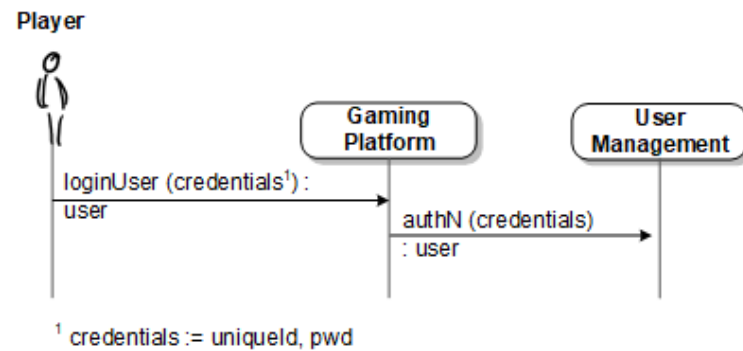 Player
Gaming
Platform
User
Management
loginUser (credentials¹) :
user
authN (credentials)
: user
¹ credentials := uniqueId, pwd